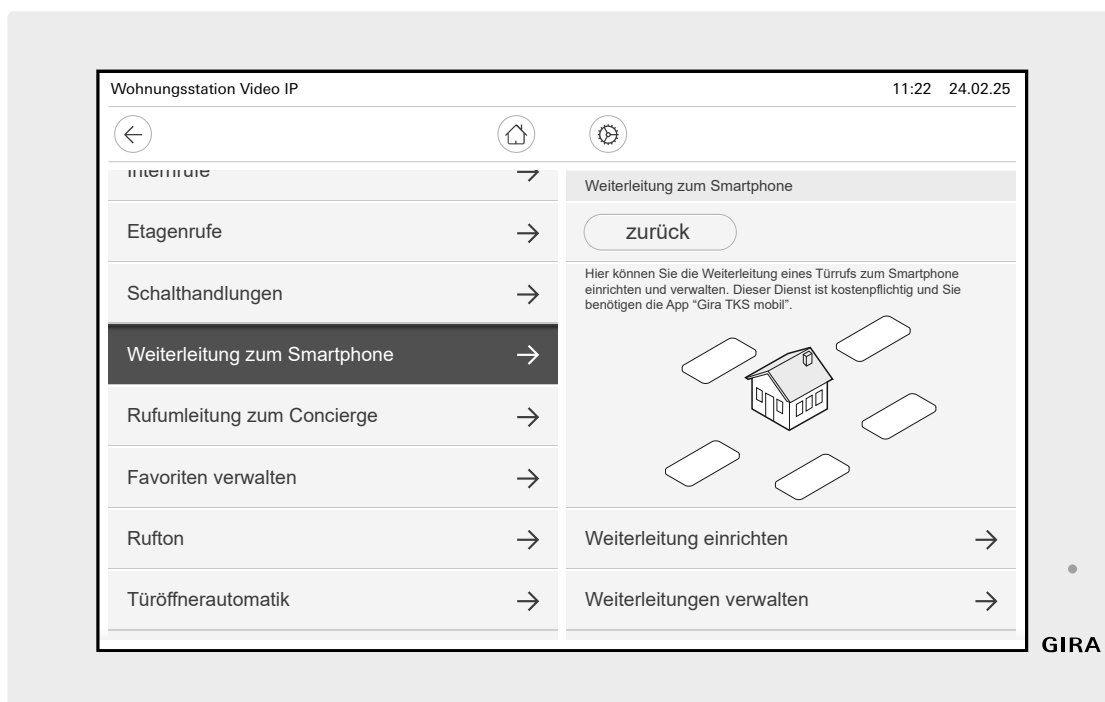 Wohnungsstation Video IP 11:22 24.02.25
Internrufe
Etagenrufe
Schalthandlungen
Weiterleitung zum Smartphone
Rufumleitung zum Concierge
Favoriten verwalten
Rufton
Türöffnerautomatik
Weiterleitung zum Smartphone
zurück
Hier können Sie die Weiterleitung eines Türrufs zum Smartphone
einrichten und verwalten. Dieser Dienst ist kostenpflichtig und Sie
benötigen die App “Gira TKS mobil”.
Weiterleitung einrichten
Weiterleitungen verwalten
GIRA